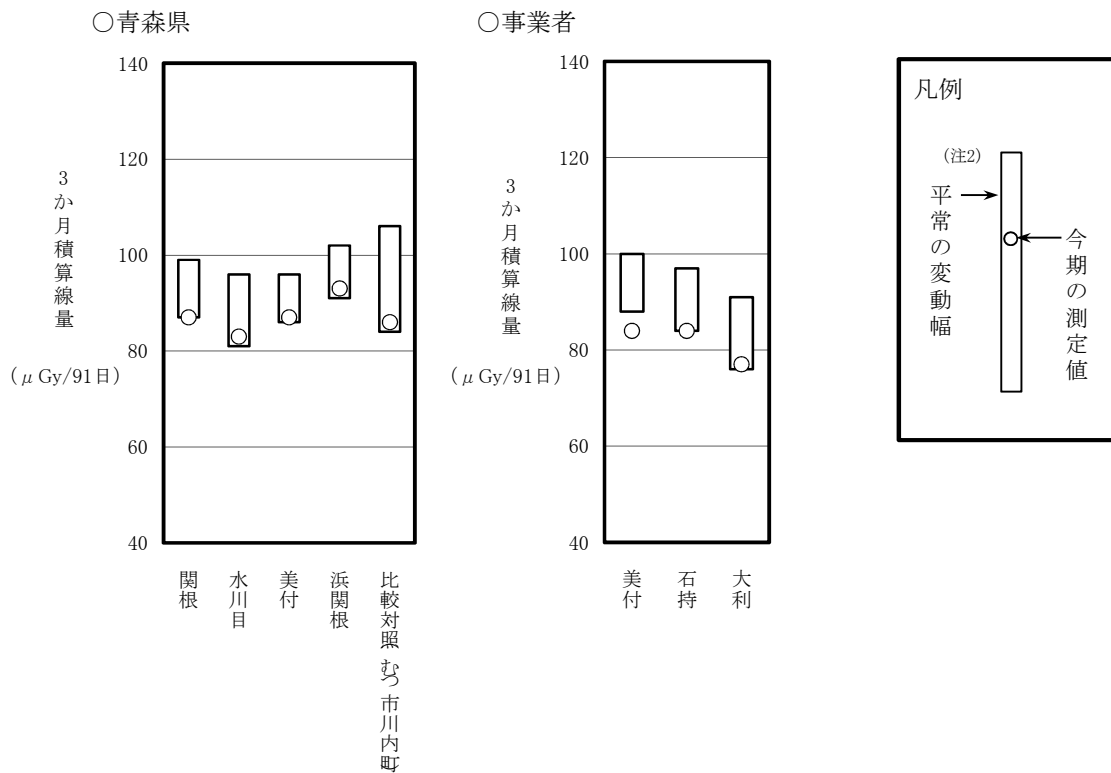 ○青森県
140
120
100
80
60
40
3か月積算線量
(μGy/91日)
関根
水川目
美付
浜関根
比較対照 むつ市川内町
○事業者
140
120
100
80
60
40
3か月積算線量
(μGy/91日)
美付
石持
大利
凡例
(注2)
平常の変動幅
今期の測定値